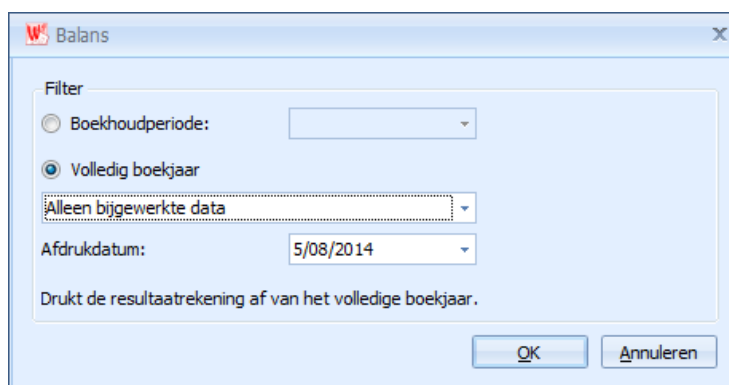 Balans
Filter
Boekhoudperiode:
Volledig boekjaar
Alleen bijgewerkte data
Afdrukdatum: 5/08/2014
Drukt de resultaatrekening af van het volledige boekjaar.
OK Annuleren